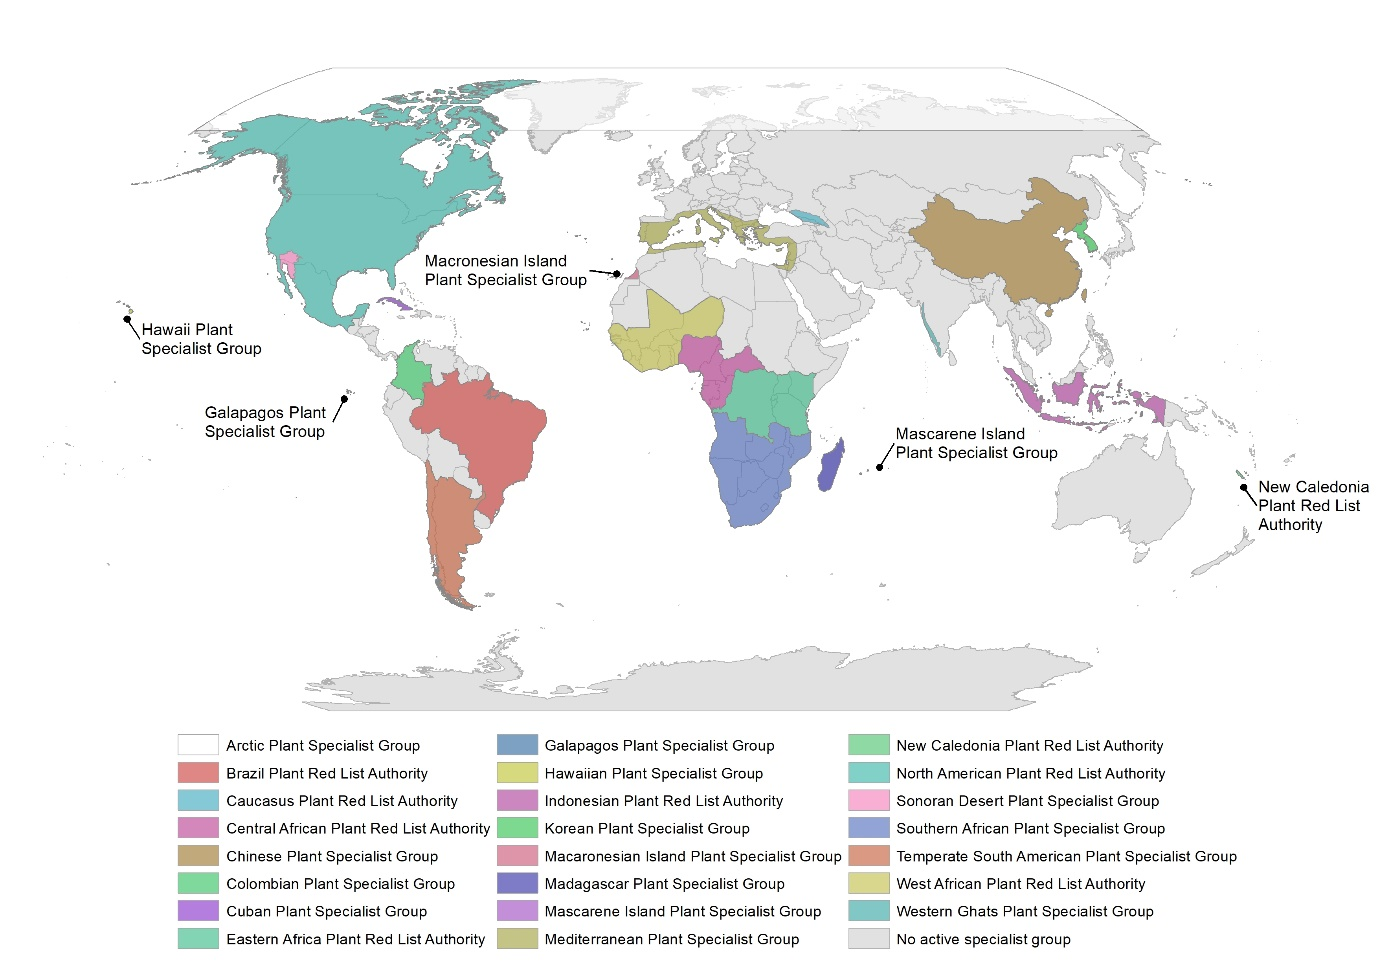 Macronesian Island
Plant Specialist Group
Hawaii Plant
Specialist Group
Galapagos Plant
Specialist Group
Mascarene Island
Plant Specialist Group
New Caledonia
Plant Red List
Authority
Arctic Plant Specialist Group
Brazil Plant Red List Authority
Caucasus Plant Red List Authority
Central African Plant Red List Authority
Chinese Plant Specialist Group
Colombian Plant Specialist Group
Cuban Plant Specialist Group
Eastern Africa Plant Red List Authority
Galapagos Plant Specialist Group
Hawaiian Plant Specialist Group
Indonesian Plant Red List Authority
Korean Plant Specialist Group
Macaronesian Island Plant Specialist Group
Madagascar Plant Specialist Group
Mascarene Island Plant Specialist Group
Mediterranean Plant Specialist Group
New Caledonia Plant Red List Authority
North American Plant Red List Authority
Sonoran Desert Plant Specialist Group
Southern African Plant Specialist Group
Temperate South American Plant Specialist Group
West African Plant Red List Authority
Western Ghats Plant Specialist Group
No active specialist group